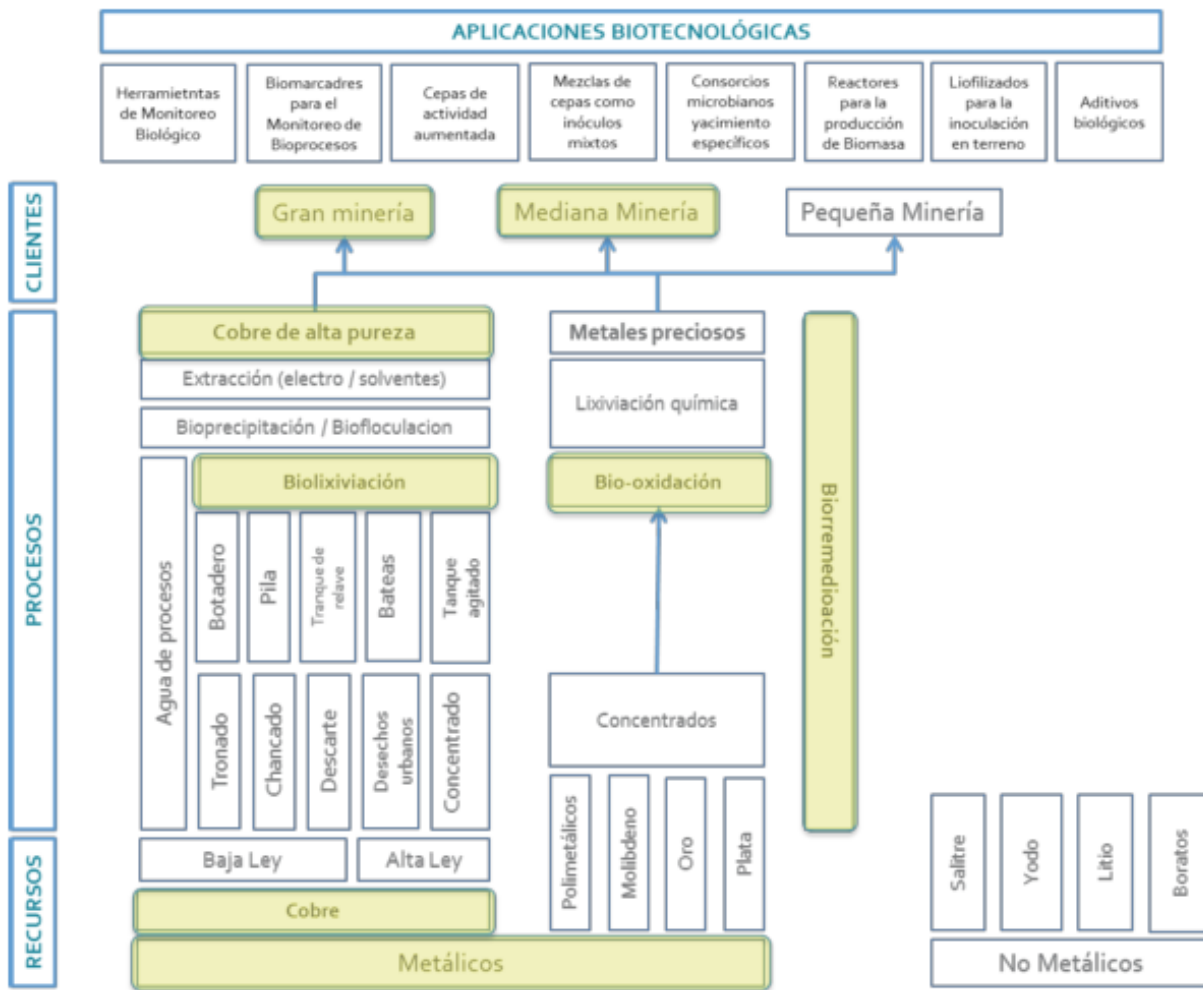 APLICACIONES BIOTECNOLÓGICAS
Herramietntas
de Monitoreo
Biológico
Biomarcadres
para el
Monitoreo de
Bioprocesos
Cepas de
actividad
aumentada
Mezclas de
cepas como
inóculos
mixtos
Consorcios
microbianos
yacimiento
específicos
Reactores
para la
producción
de Biomasa
Liofilizados
para la
inoculación
en terreno
Aditivos
biológicos
CLIENTES
Gran minería
Mediana Minería
Pequeña Minería
PROCESOS
Cobre de alta pureza
Extracción (electro / solventes)
Bioprecipitación / Biofloculacion
Agua de procesos
Biolixiviación
Botadero
Pila
Tranque de
relave
Bateas
Tanque
agitado
Tronado
Chancado
Descarte
Desechos
urbanos
Concentrado
Metales preciosos
Lixiviación química
Bio-oxidación
Concentrados
Polimetálicos
Molibdeno
Oro
Plata
Biorremedioación
Salitre
Yodo
Litio
Boratos
RECURSOS
Baja Ley
Alta Ley
Cobre
Metálicos
No Metálicos